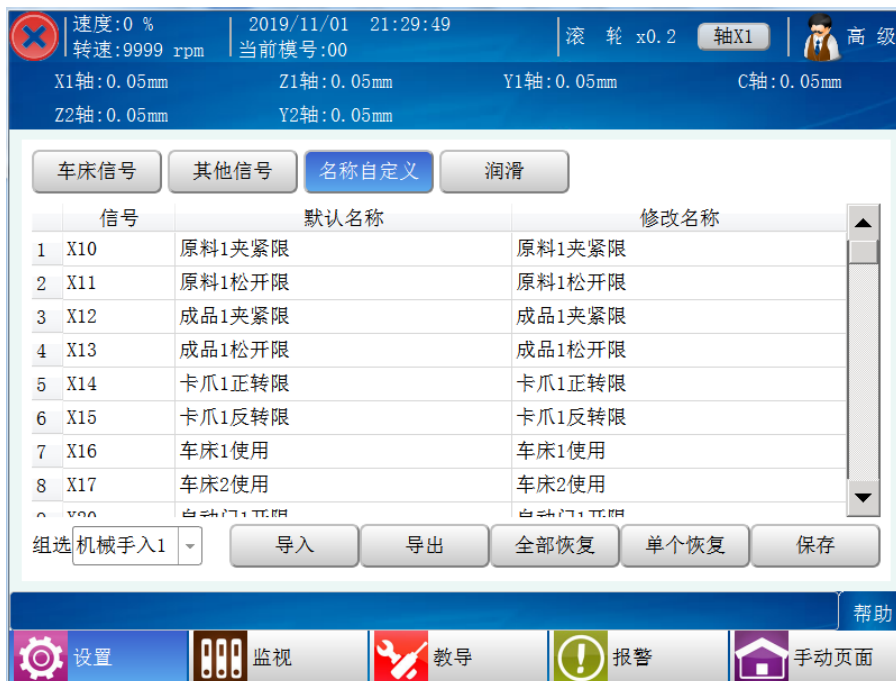 速度:0 % 2019/11/01 21:29:49 滚 轮 x0.2 轴X1 高 级
转速:9999 rpm 当前模号:00
X1轴:0.05mm Z1轴:0.05mm Y1轴:0.05mm C轴:0.05mm
Z2轴:0.05mm Y2轴:0.05mm
车床信号 其他信号 名称自定义 润滑
信号 默认名称 修改名称
1 X10 原料1夹紧限 原料1夹紧限
2 X11 原料1松开限 原料1松开限
3 X12 成品1夹紧限 成品1夹紧限
4 X13 成品1松开限 成品1松开限
5 X14 卡爪1正转限 卡爪1正转限
6 X15 卡爪1反转限 卡爪1反转限
7 X16 车床1使用 车床1使用
8 X17 车床2使用 车床2使用
组选 机械手入1 导入 导出 全部恢复 单个恢复 保存
帮助
设置 监视 教导 报警 手动页面